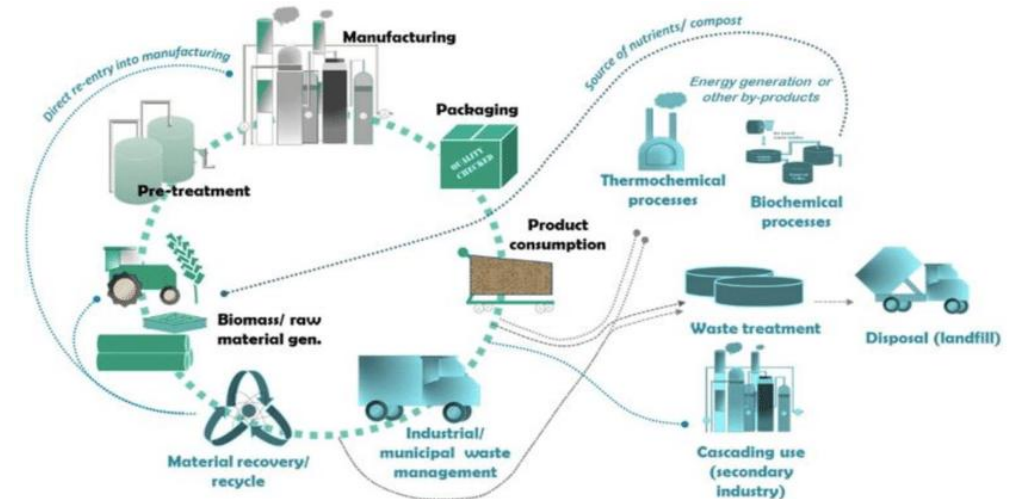 Manufacturing
Direct re-entry into manufacturing
Source of nutrients/ compost
Energy generation or
other by-products
Packaging
QUALITY
CHECKED
Pre-treatment
Thermochemical
processes
Biochemical
processes
Product
consumption
Biomass/ raw
material gen.
Waste treatment
Disposal (landfill)
Industrial/
municipal waste
management
Material recovery/
recycle
Cascading use
(secondary
industry)